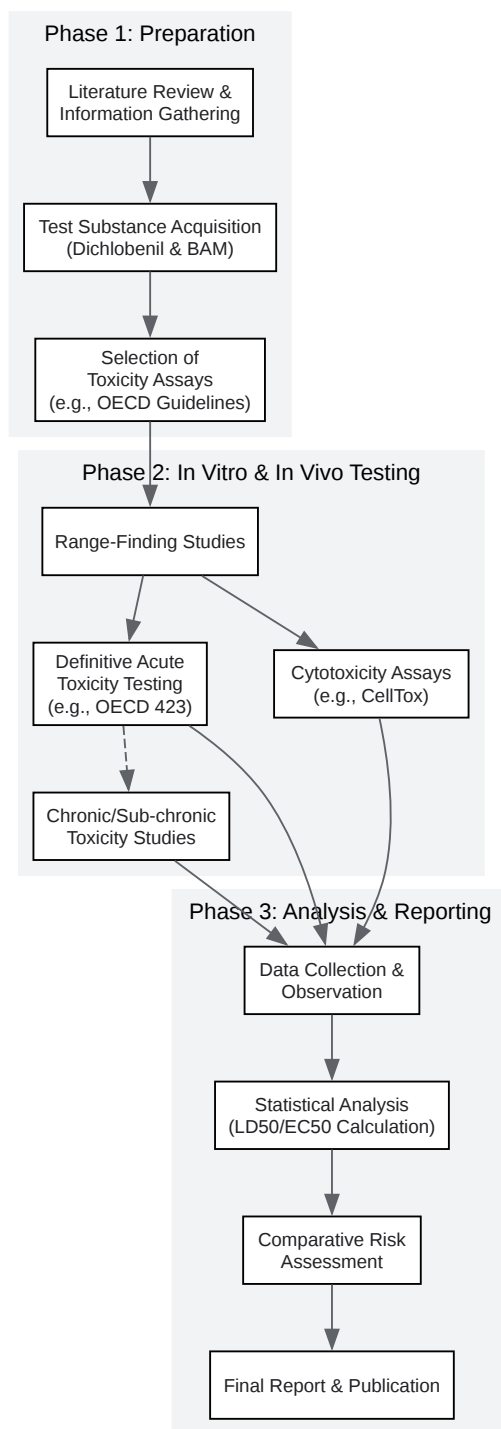 Phase 1: Preparation
Literature Review &
Information Gathering
Test Substance Acquisition
(Dichlobenil & BAM)
Selection of
Toxicity Assays
(e.g., OECD Guidelines)
Phase 2: In Vitro & In Vivo Testing
Range-Finding Studies
Definitive Acute
Toxicity Testing
(e.g., OECD 423)
Cytotoxicity Assays
(e.g., CellTox)
Chronic/Sub-chronic
Toxicity Studies
Phase 3: Analysis & Reporting
Data Collection &
Observation
Statistical Analysis
(LD50/EC50 Calculation)
Comparative Risk
Assessment
Final Report & Publication